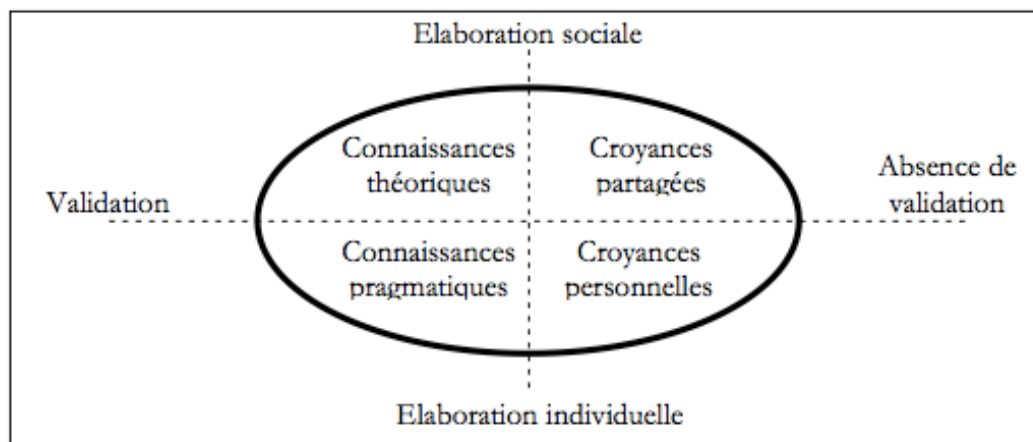 Elaboration sociale
Connaissances
théoriques
Croyances
partagées
Validation
Absence de
validation
Connaissances
pragmatiques
Croyances
personnelles
Elaboration individuelle